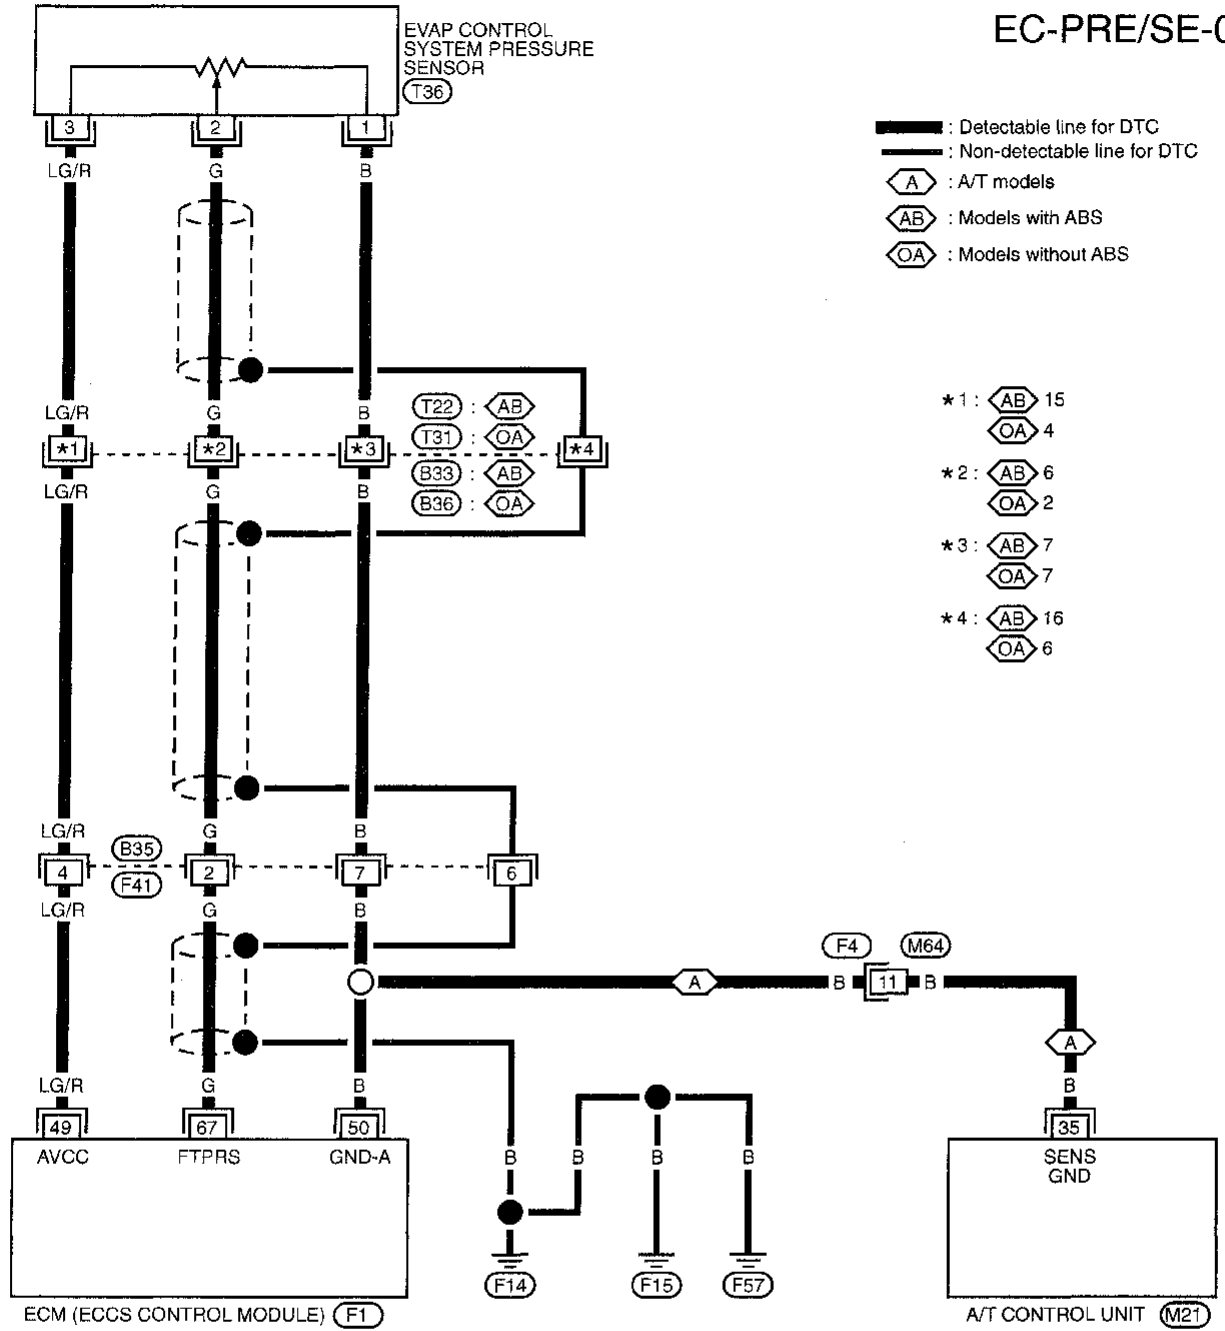 EC-PRE/SE-0
EVAP CONTROL
SYSTEM PRESSURE
SENSOR
T36
3 2 1
LG/R G B
: Detectable line for DTC
: Non-detectable line for DTC
A : A/T models
AB : Models with ABS
OA : Models without ABS
LG/R G B
T22 : AB
T31 : OA
*1 *2 *3 *4
B33 : AB
B36 : OA
LG/R G B
*1 : AB 15
OA 4
*2 : AB 6
OA 2
*3 : AB 7
OA 7
*4 : AB 16
OA 6
LG/R G B
B35
4 2 7 6
F41
LG/R G B
F4 M64
A B 11 B
A
LG/R G B B
49 67 50 35
AVCC FTPRS GND-A
B B B B
SENS
GND
F14 F15 F57
ECM (ECCS CONTROL MODULE) F1
A/T CONTROL UNIT M21